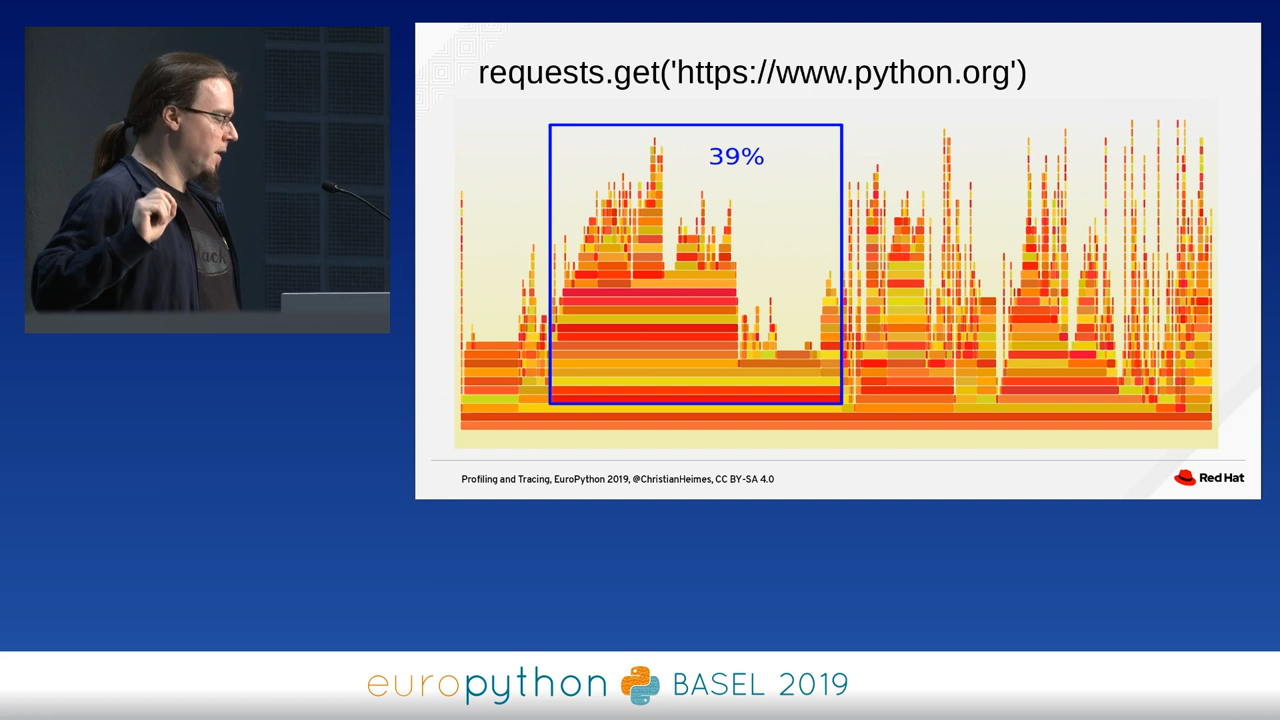 requests.get('https://www.python.org')
39%
Profiling and Tracing, EuroPython 2019, @ChristianHeimes, CC BY-SA 4.0
Red Hat
europython BASEL 2019